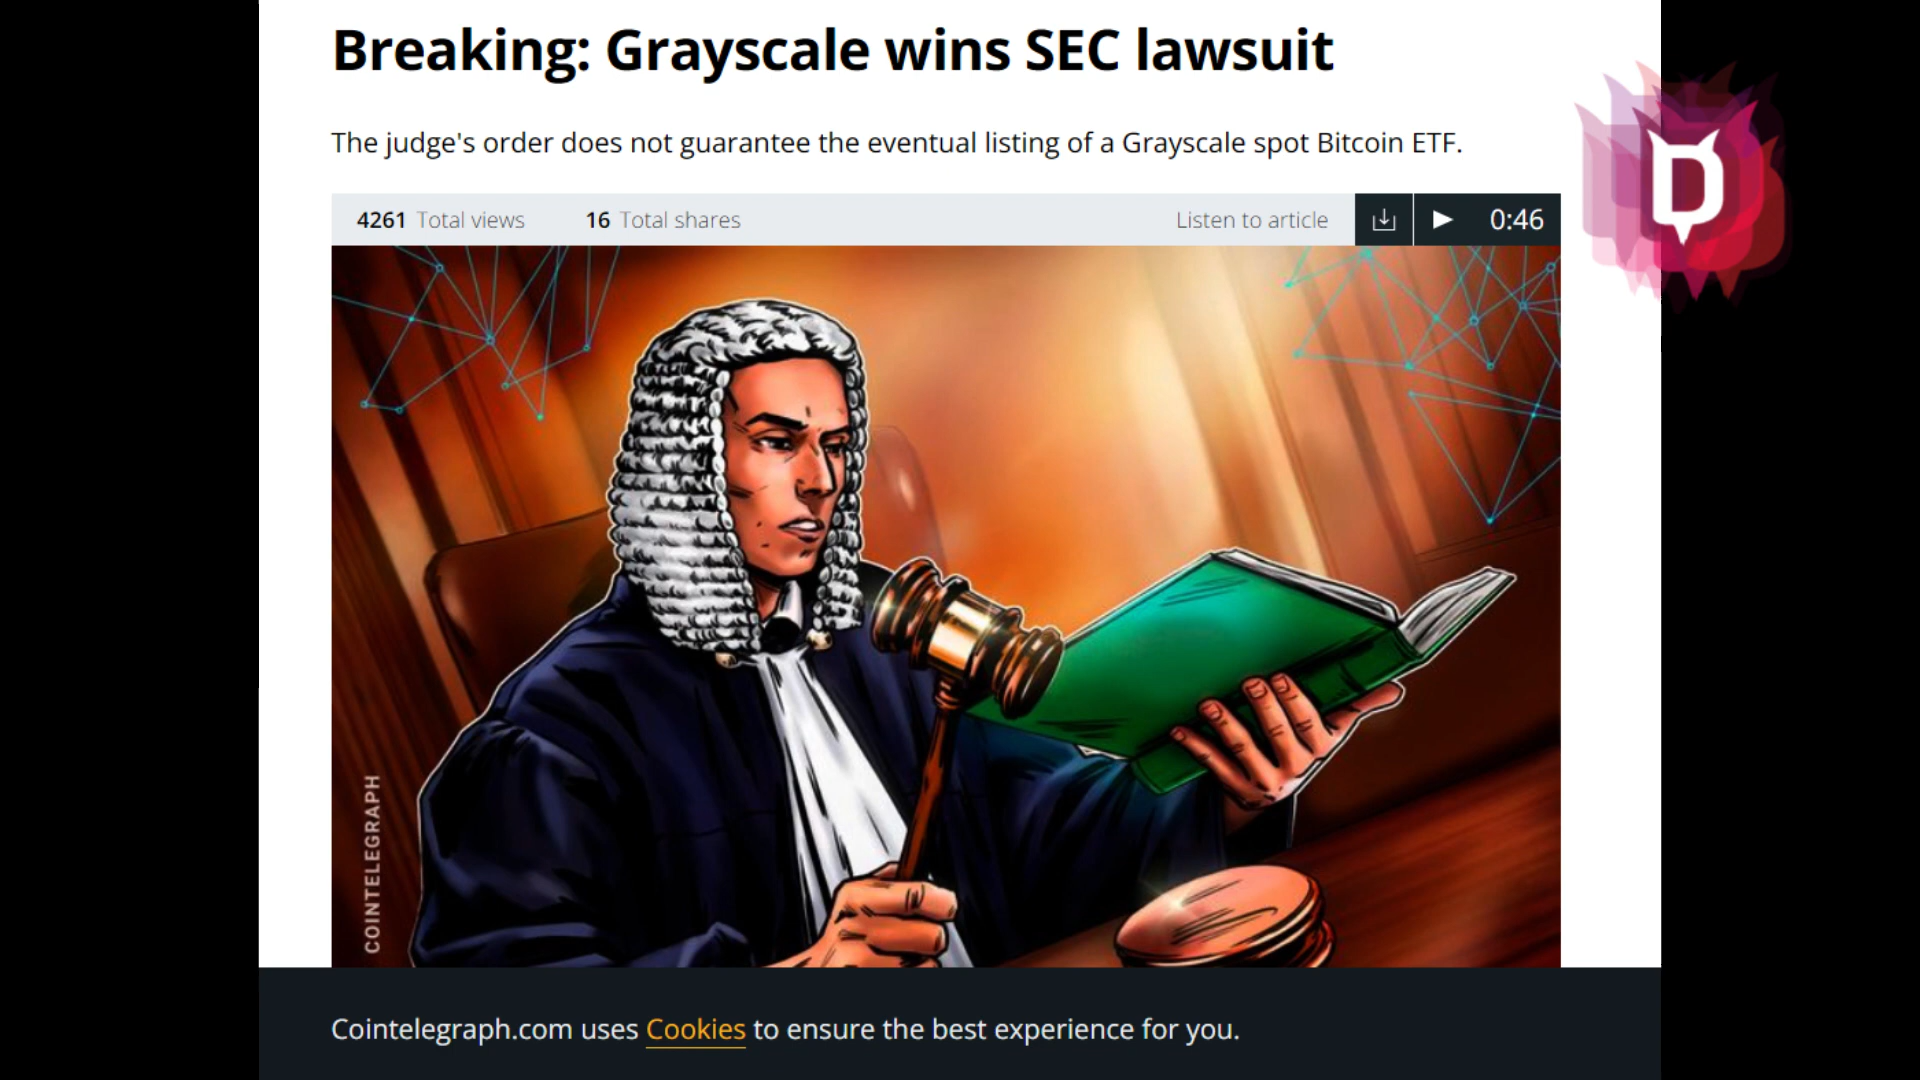 Breaking: Grayscale wins SEC lawsuit
The judge's order does not guarantee the eventual listing of a Grayscale spot Bitcoin ETF.
4261 Total views 16 Total shares Listen to article 0:46
D
COINTELEGRAPH
Cointelegraph.com uses Cookies to ensure the best experience for you.